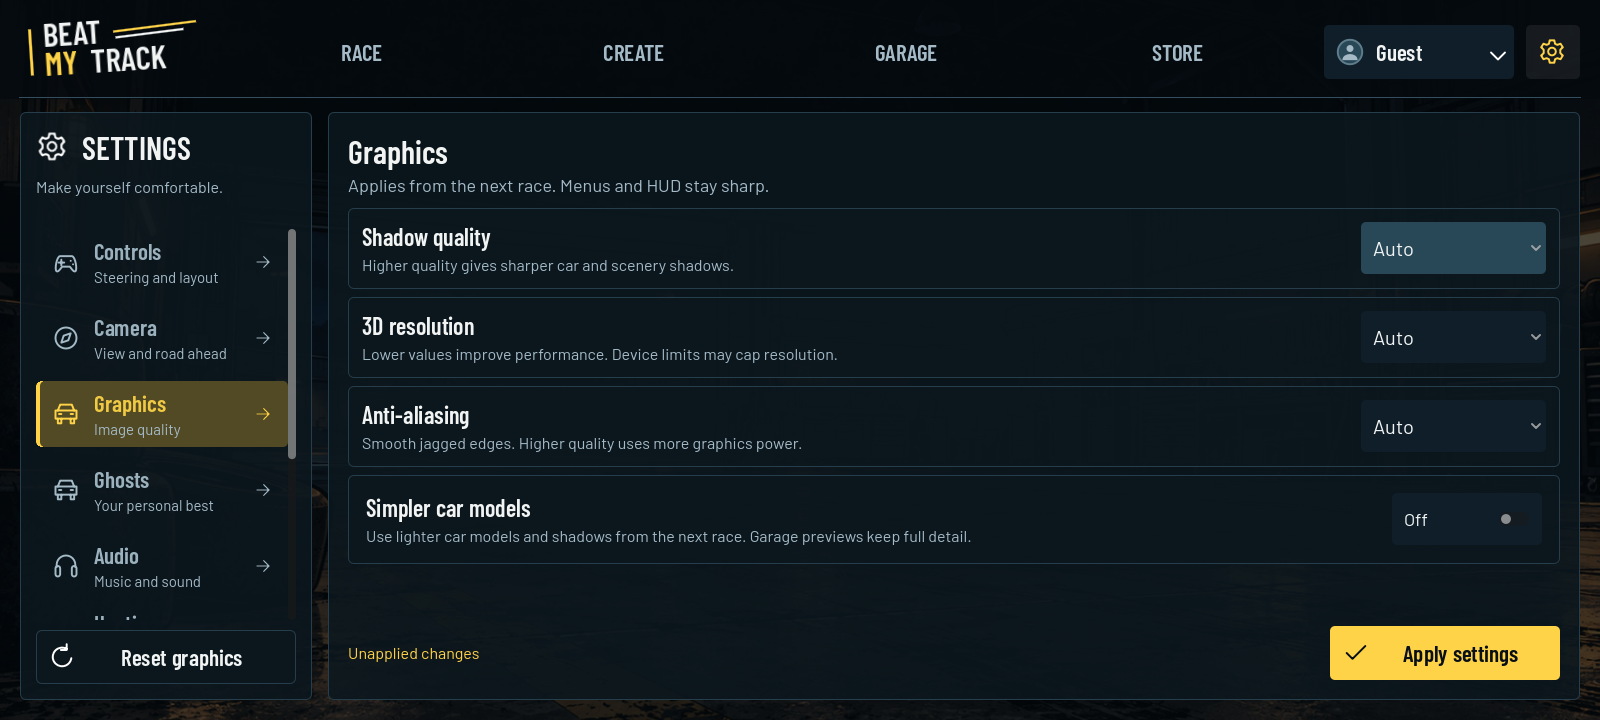 BEAT
MY TRACK
RACE
CREATE
GARAGE
STORE
Guest
SETTINGS
Make yourself comfortable.
Controls
Steering and layout
Camera
View and road ahead
Graphics
Image quality
Ghosts
Your personal best
Audio
Music and sound
Reset graphics
Graphics
Applies from the next race. Menus and HUD stay sharp.
Shadow quality
Higher quality gives sharper car and scenery shadows.
Auto
3D resolution
Lower values improve performance. Device limits may cap resolution.
Auto
Anti-aliasing
Smooth jagged edges. Higher quality uses more graphics power.
Auto
Simpler car models
Use lighter car models and shadows from the next race. Garage previews keep full detail.
Off
Unapplied changes
Apply settings